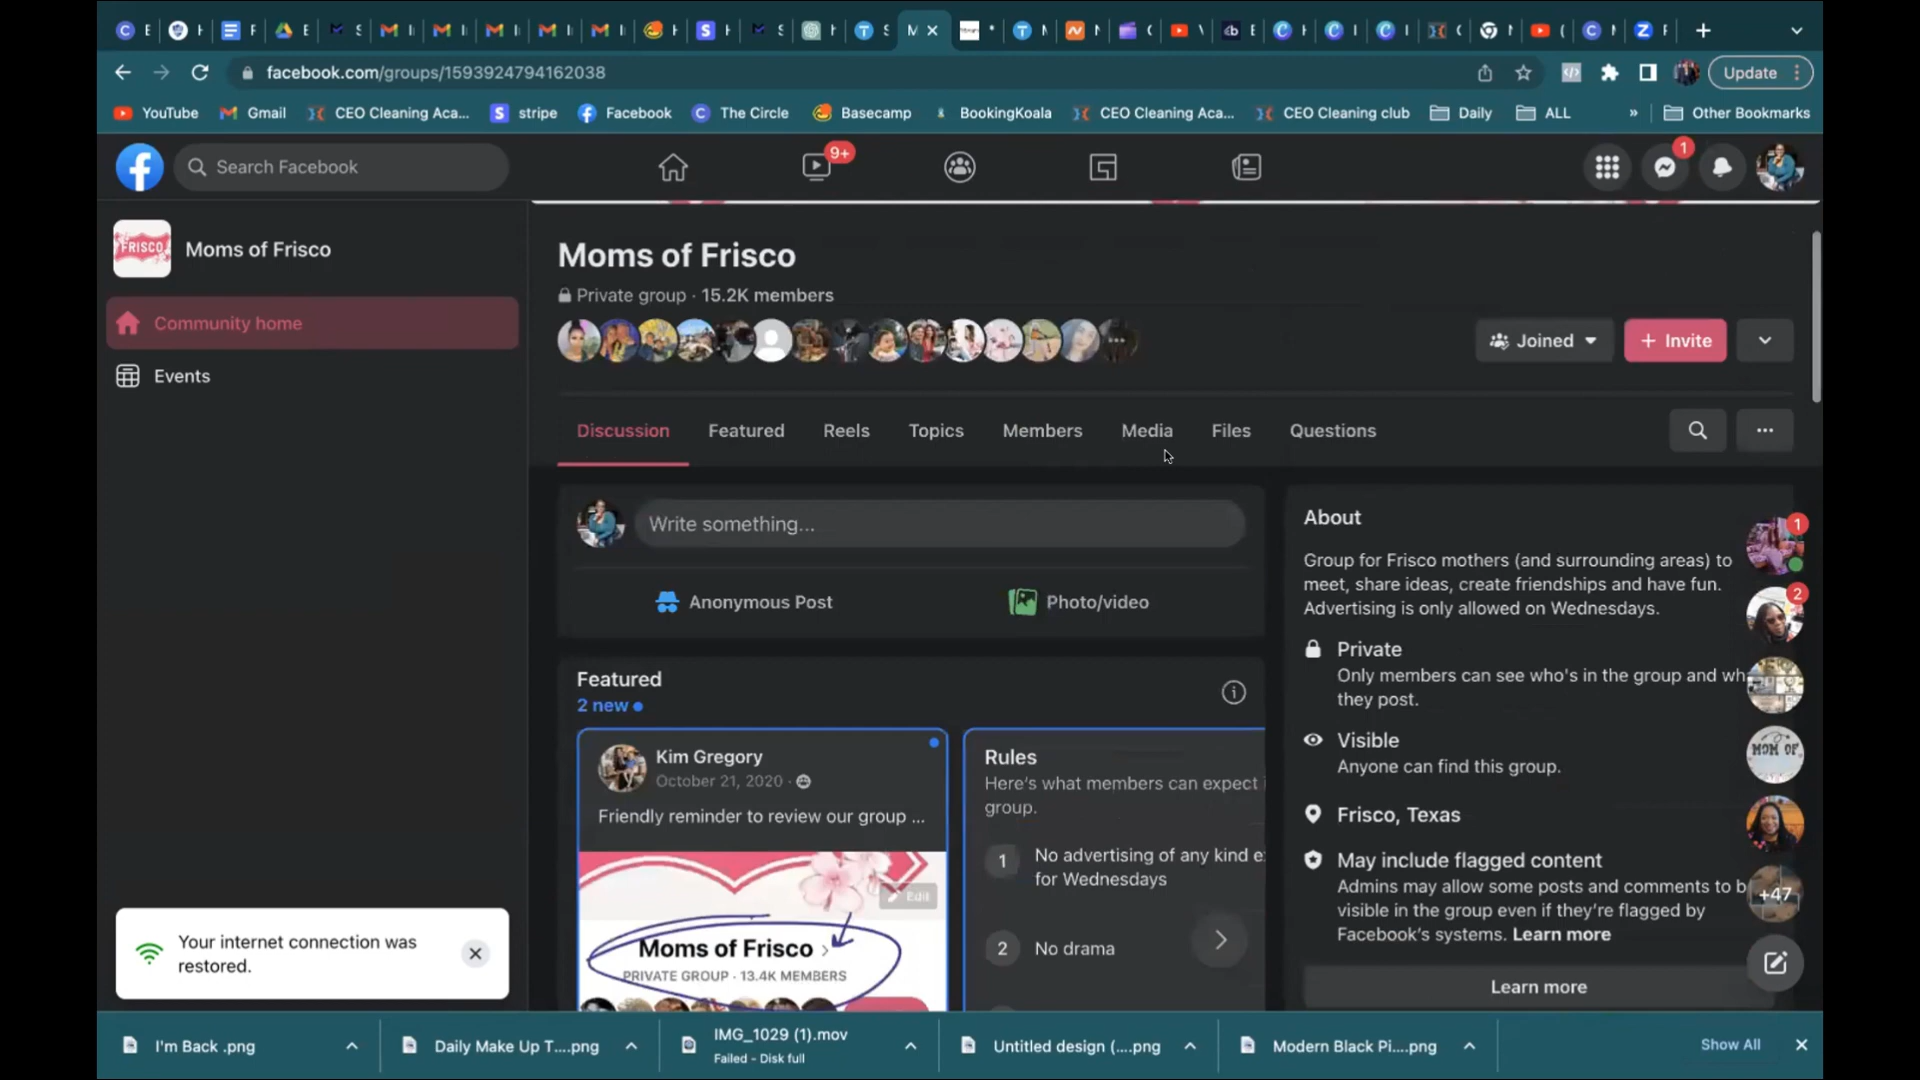 facebook.com/groups/1593924794162038
Update
YouTube
Gmail
CEO Cleaning Aca...
stripe
Facebook
The Circle
Basecamp
BookingKoala
CEO Cleaning Aca...
CEO Cleaning club
Daily
ALL
»
Other Bookmarks
Search Facebook
9+
1
FRISCO
Moms of Frisco
Community home
Events
Moms of Frisco
Private group · 15.2K members
Joined
+ Invite
Discussion
Featured
Reels
Topics
Members
Media
Files
Questions
Write something...
Anonymous Post
Photo/video
Featured
2 new
Kim Gregory
October 21, 2020 ·
Friendly reminder to review our group ...
Edit
Moms of Frisco
PRIVATE GROUP · 13.4K MEMBERS
Rules
Here's what members can expect i
group.
1
No advertising of any kind e
for Wednesdays
2
No drama
About
Group for Frisco mothers (and surrounding areas) to
meet, share ideas, create friendships and have fun.
Advertising is only allowed on Wednesdays.
Private
Only members can see who's in the group and wh
they post.
Visible
Anyone can find this group.
Frisco, Texas
May include flagged content
Admins may allow some posts and comments to b
visible in the group even if they're flagged by
Facebook's systems. Learn more
Learn more
1
2
MOM OF
+47
Your internet connection was
restored.
I'm Back .png
Daily Make Up T....png
IMG_1029 (1).mov
Failed - Disk full
Untitled design (....png
Modern Black Pi....png
Show All